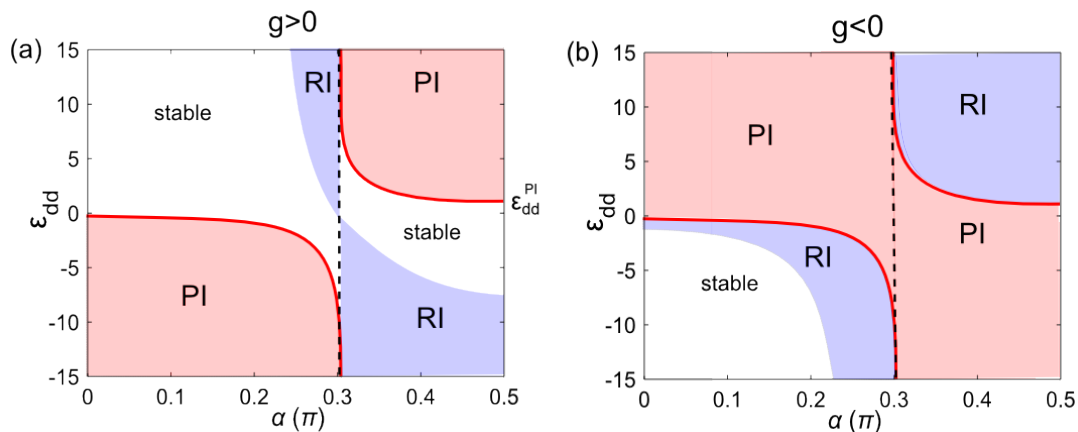 g>0
g<0
(a)
(b)
15
10
5
0
-5
-10
-15
ε_dd
stable
RI
PI
stable
PI
RI
ε_dd^PI
0
0.1
0.2
0.3
0.4
0.5
α (π)
15
10
5
0
-5
-10
-15
ε_dd
PI
RI
RI
PI
stable
0
0.1
0.2
0.3
0.4
0.5
α (π)